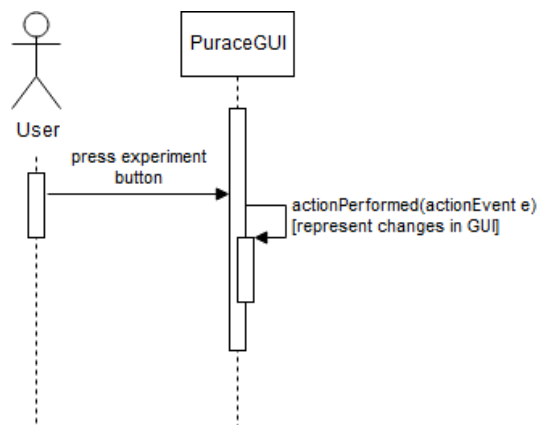 PuraceGUI
User
press experiment
button
actionPerformed(actionEvent e)
[represent changes in GUI]